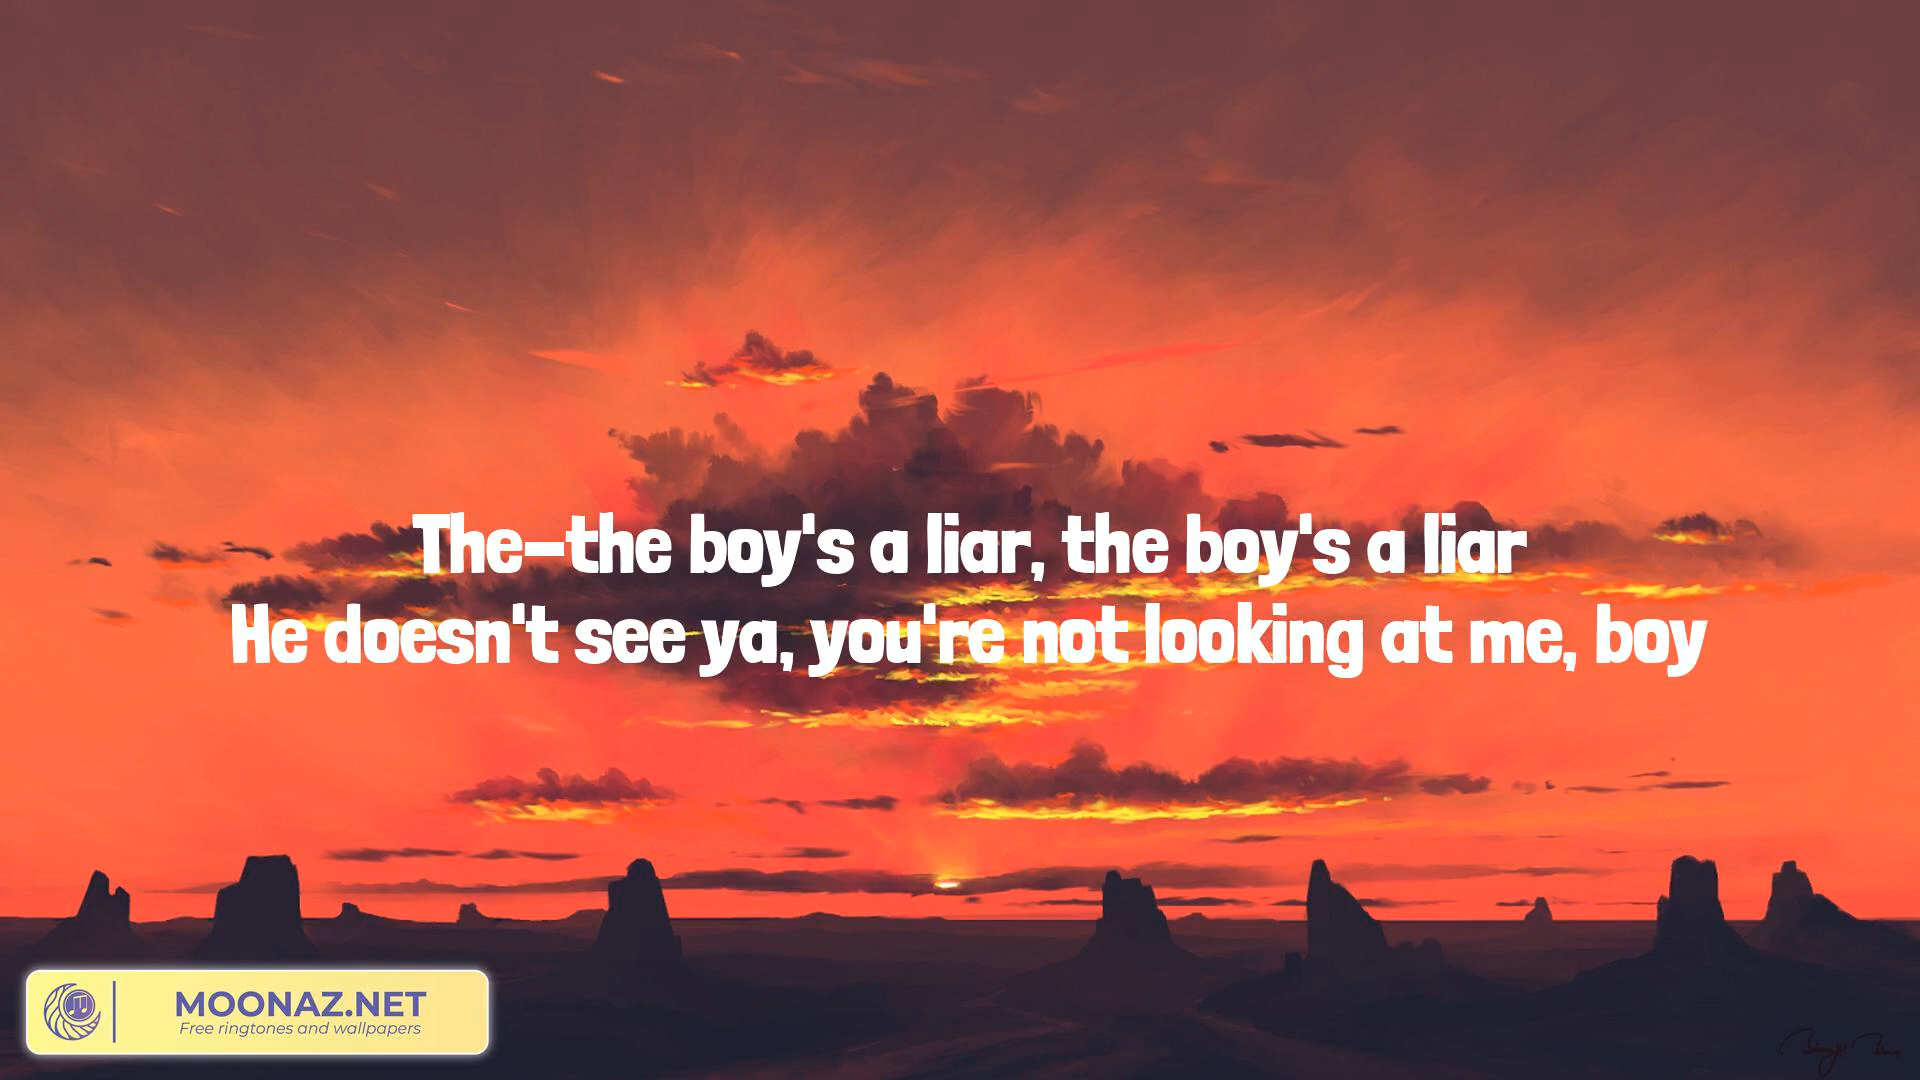 The-the boy's a liar, the boy's a liar
He doesn't see ya, you're not looking at me, boy
MOONAZ.NET
Free ringtones and wallpapers